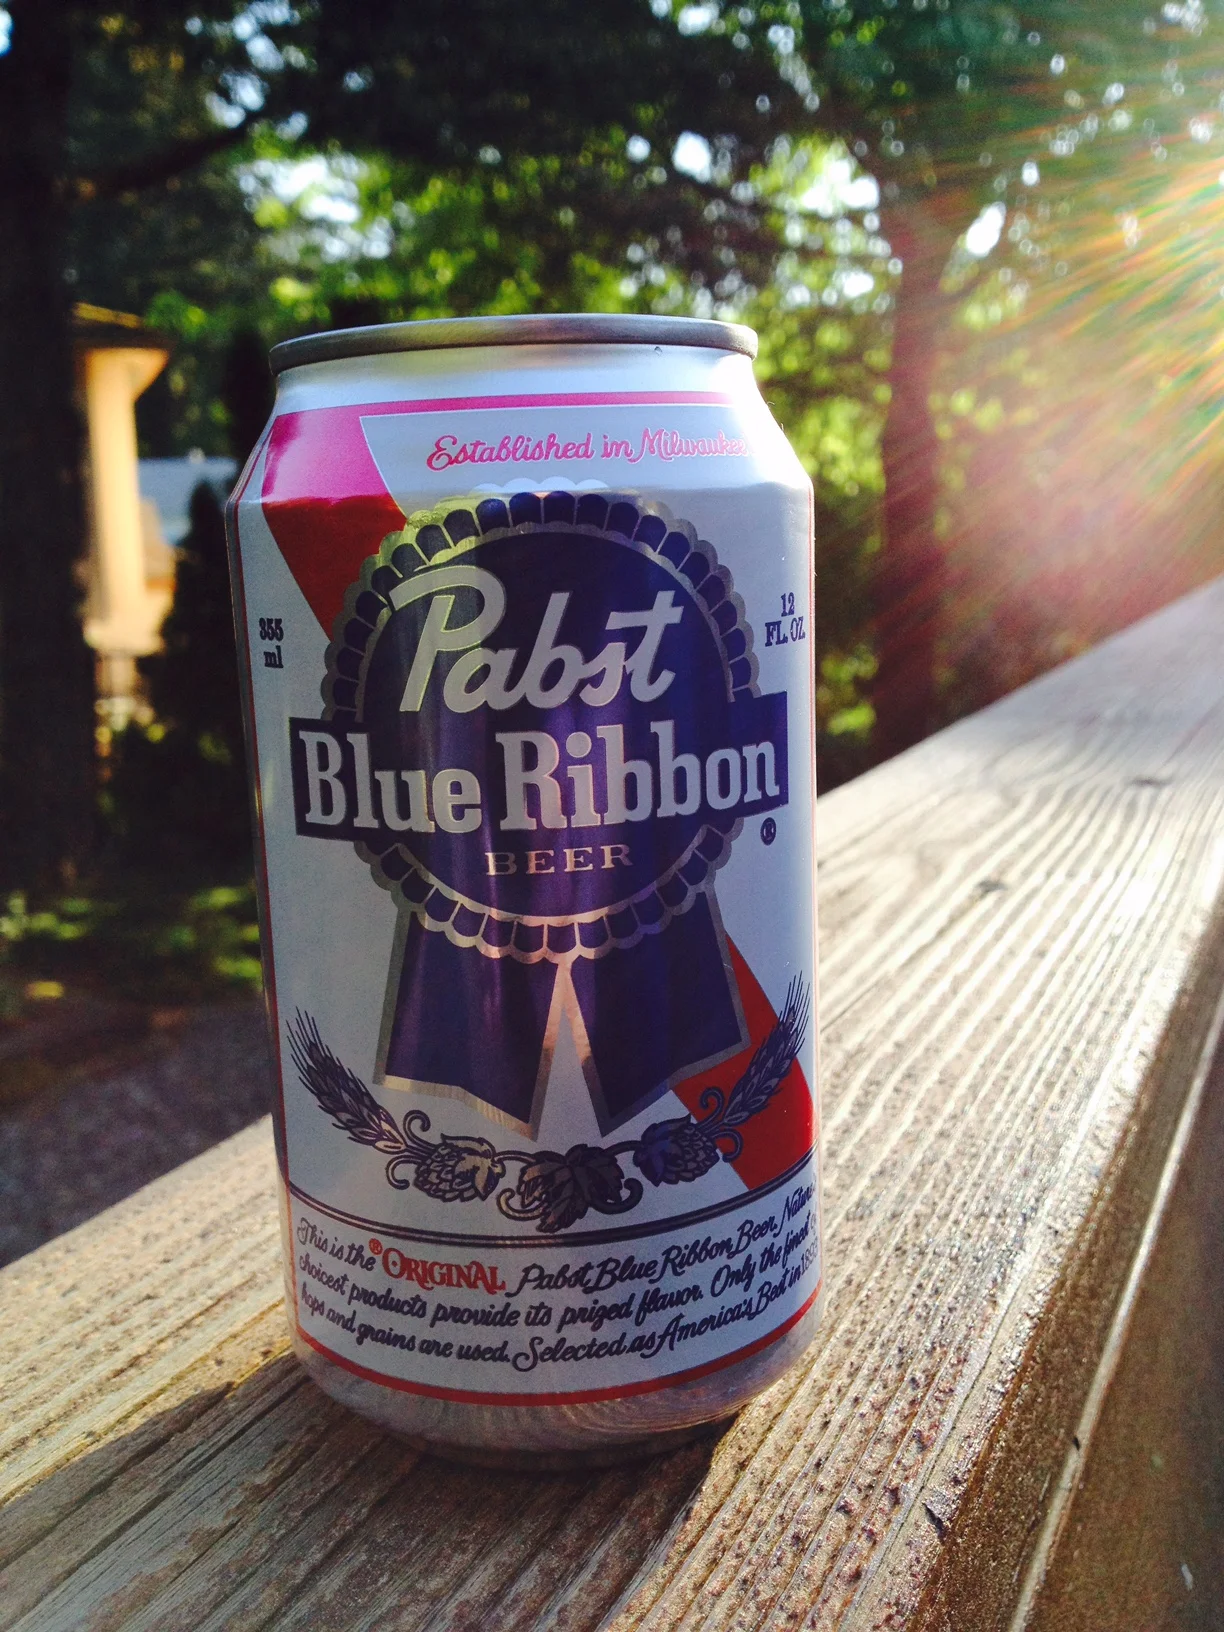 Established in Milwaukee
355
ml
12
FL. OZ.
Pabst
Blue Ribbon
®
BEER
This is the ORIGINAL® Pabst Blue Ribbon Beer.
choicest products provide its prized flavor. Only the finest
hops and grains are used. Selected as America's Best in